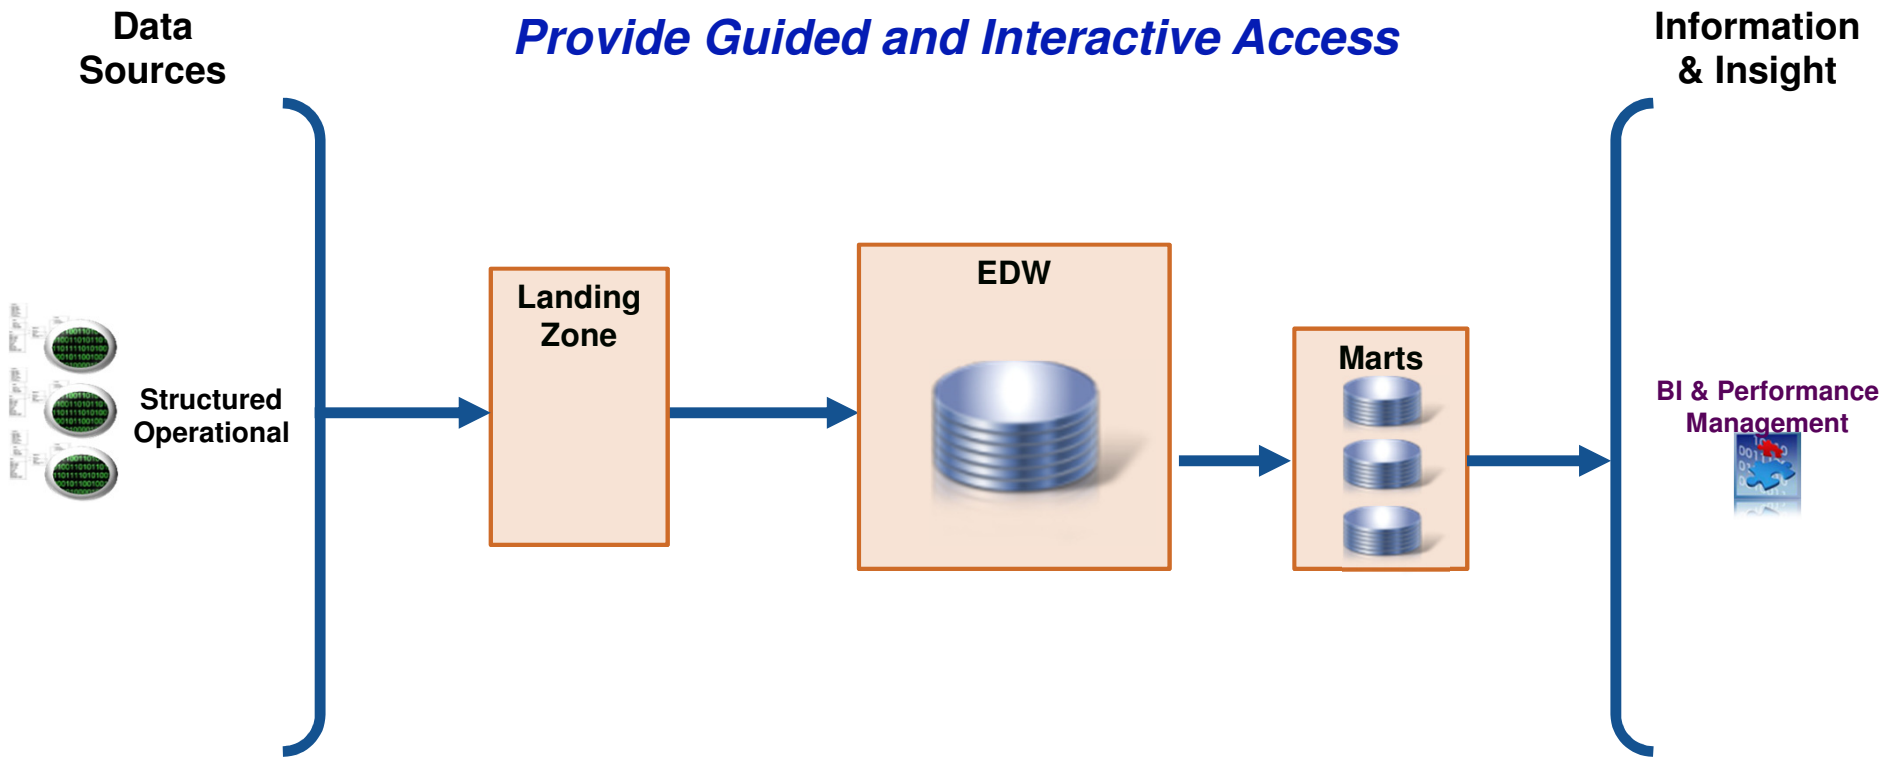 Data
Sources
Provide Guided and Interactive Access
Information
& Insight
Structured
Operational
Landing
Zone
EDW
Marts
BI & Performance
Management